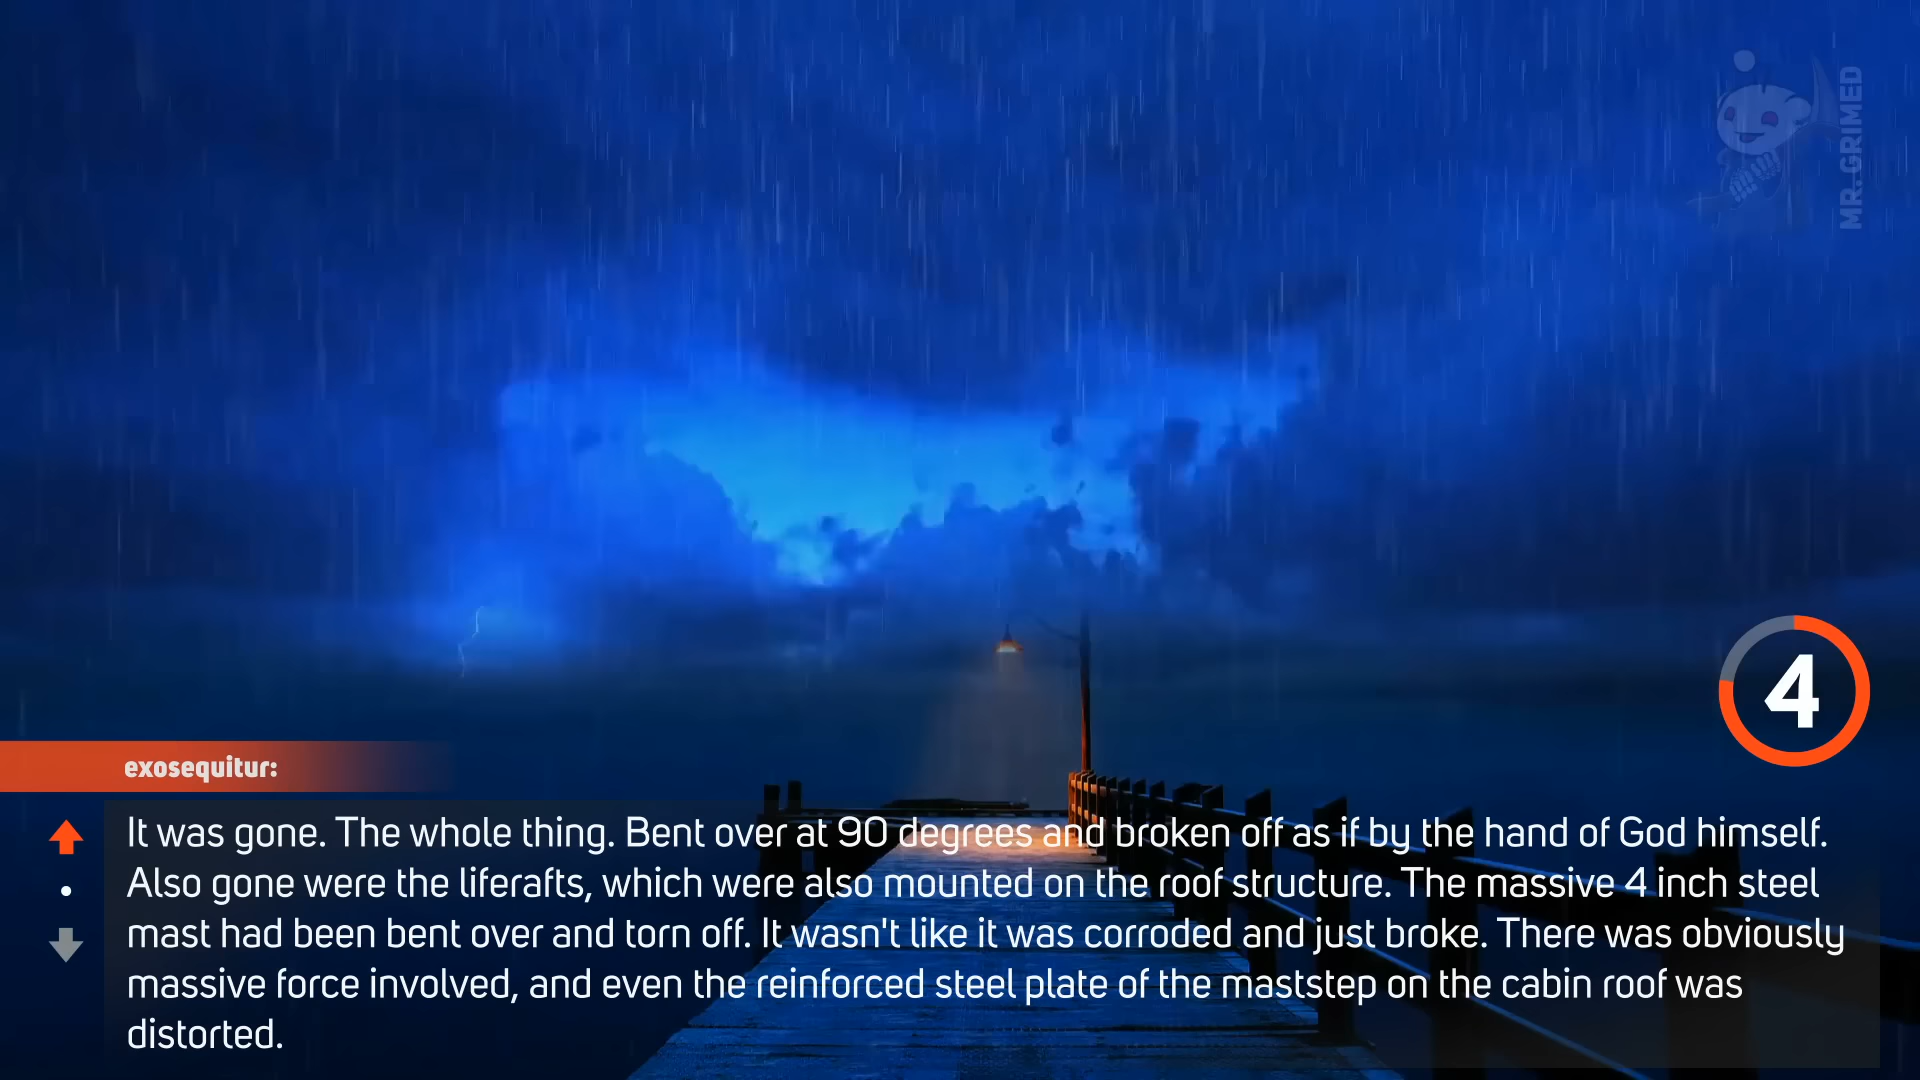 MR. GRIMED
4
exosequitur:
It was gone. The whole thing. Bent over at 90 degrees and broken off as if by the hand of God himself.
Also gone were the liferafts, which were also mounted on the roof structure. The massive 4 inch steel
mast had been bent over and torn off. It wasn't like it was corroded and just broke. There was obviously
massive force involved, and even the reinforced steel plate of the maststep on the cabin roof was
distorted.